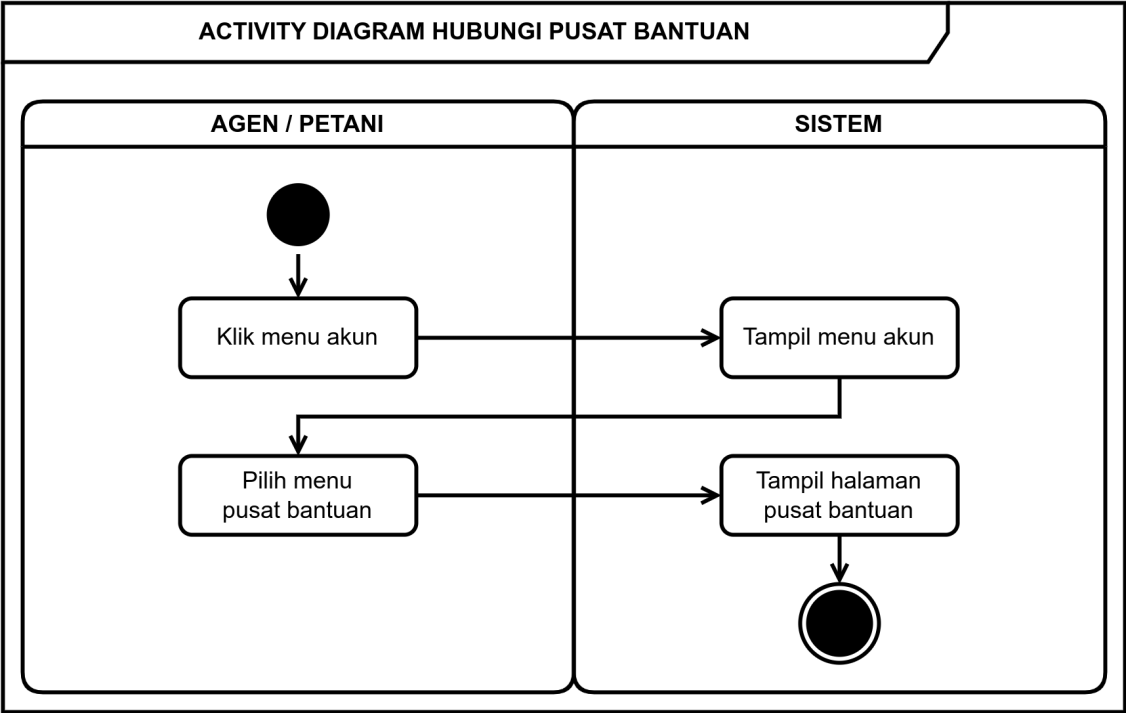 ACTIVITY DIAGRAM HUBUNGI PUSAT BANTUAN
AGEN / PETANI
SISTEM
Klik menu akun
Tampil menu akun
Pilih menu
pusat bantuan
Tampil halaman
pusat bantuan